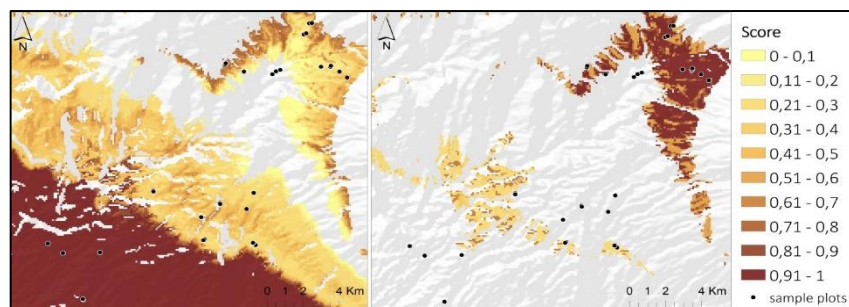 N
0 1 2 4 Km
N
0 1 2 4 Km
Score
0 - 0,1
0,11 - 0,2
0,21 - 0,3
0,31 - 0,4
0,41 - 0,5
0,51 - 0,6
0,61 - 0,7
0,71 - 0,8
0,81 - 0,9
0,91 - 1
sample plots